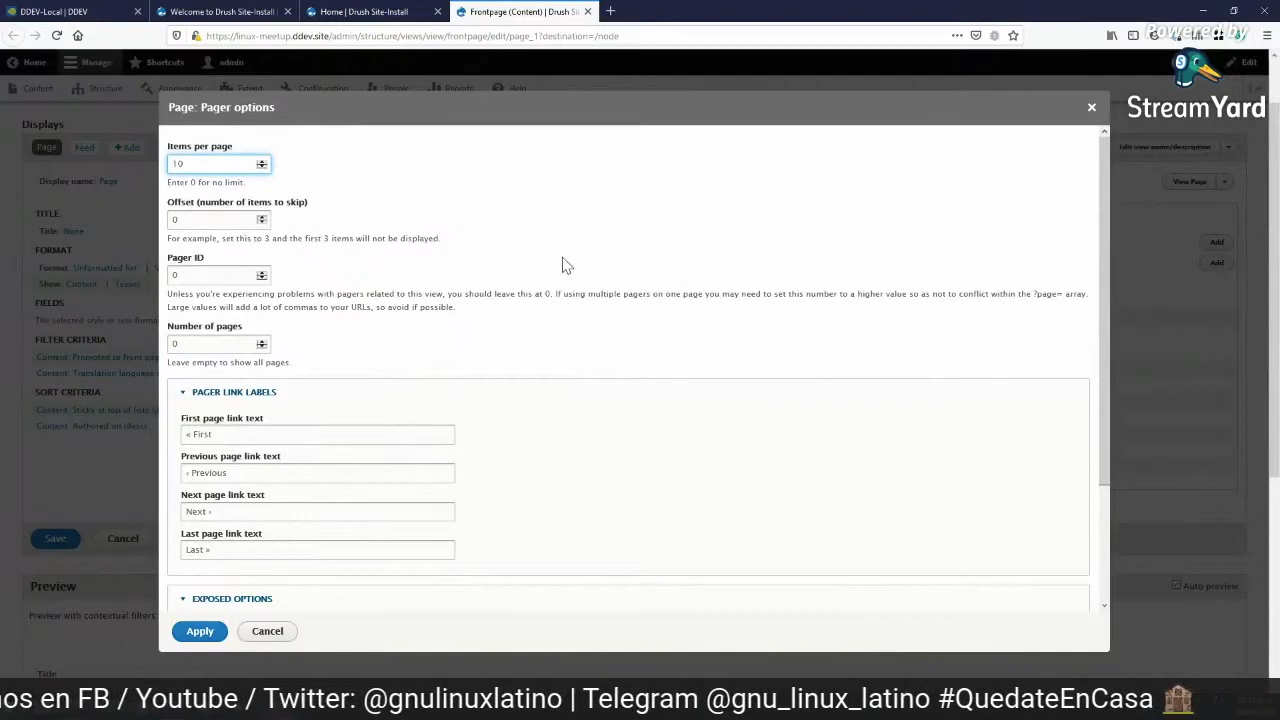 DDEV-Local | DDEV
Welcome to Drush Site-Install |
Home | Drush Site-Install
Frontpage (Content) | Drush Si
https://linux-meetup.ddev.site/admin/structure/views/view/frontpage/edit/page_1?destination=/node
Powered by
StreamYard
Home
Manage
Shortcuts
admin
Edit
Content
Structure
Appearance
Extend
Configuration
People
Reports
Help
Displays
Page
Feed
Add
Edit view name/description
Display name: Page
View Page
TITLE
Title: None
FORMAT
Format: Unformatted list
Show: Content | Teaser
FIELDS
The selected style or row forma
FILTER CRITERIA
Content: Promoted to front pag
Content: Translation language
SORT CRITERIA
Content: Sticky at top of lists (d
Content: Authored on (desc)
Add
Add
Save
Cancel
Page: Pager options
Items per page
10
Enter 0 for no limit.
Offset (number of items to skip)
0
For example, set this to 3 and the first 3 items will not be displayed.
Pager ID
0
Unless you're experiencing problems with pagers related to this view, you should leave this at 0. If using multiple pagers on one page you may need to set this number to a higher value so as not to conflict within the ?page= array.
Large values will add a lot of commas to your URLs, so avoid if possible.
Number of pages
0
Leave empty to show all pages.
PAGER LINK LABELS
First page link text
« First
Previous page link text
‹ Previous
Next page link text
Next ›
Last page link text
Last »
EXPOSED OPTIONS
Apply
Cancel
Preview
Auto preview
Preview with contextual filters:
Title
nos en FB / Youtube / Twitter: @gnulinuxlatino | Telegram @gnu_linux_latino #QuedateEnCasa